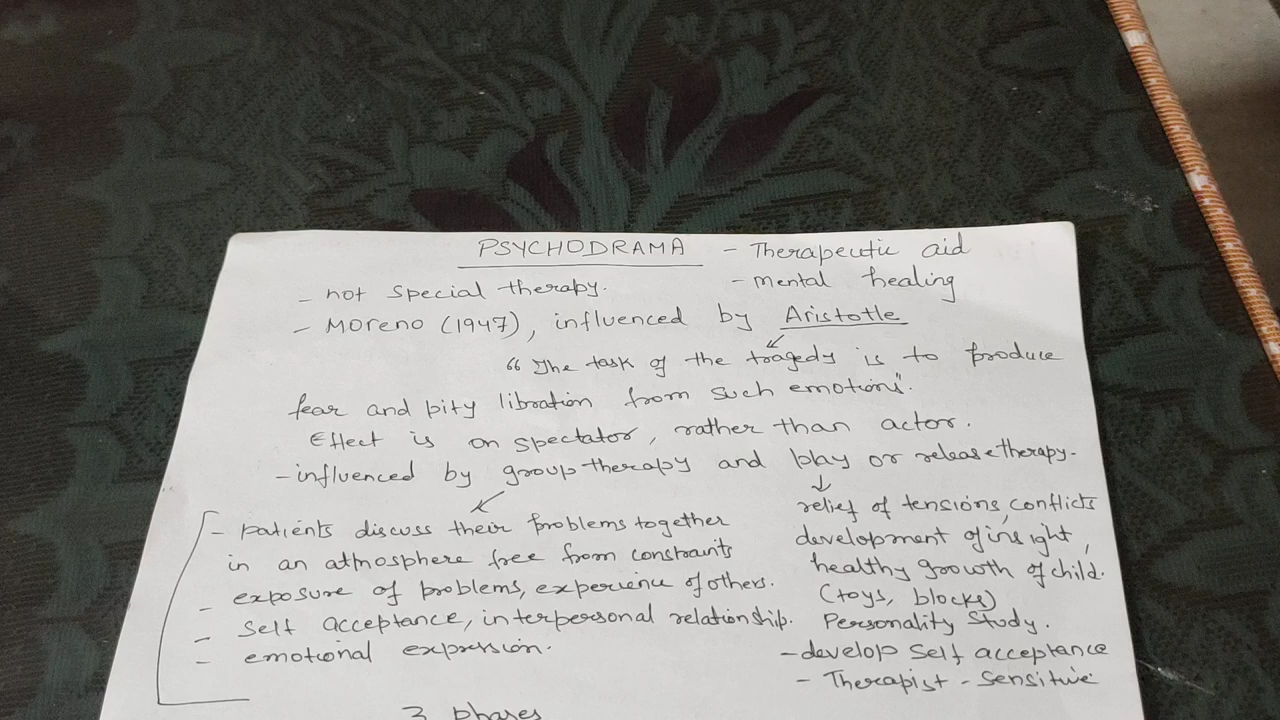 PSYCHODRAMA - Therapeutic aid
- not special therapy. - mental healing
- Moreno (1947), influenced by Aristotle
"The task of the tragedy is to produce
fear and pity libration from such emotions".
Effect is on spectator, rather than actor.
- influenced by group therapy and play or release therapy.
- patients discuss their problems together
in an atmosphere free from constraints
- exposure of problems, experience of others.
- Self acceptance, interpersonal relationship.
- emotional expression.
relief of tensions, conflicts
development of insight,
healthy growth of child.
(toys, blocks)
Personality Study.
- develop self acceptance
- Therapist - sensitive
3 phases